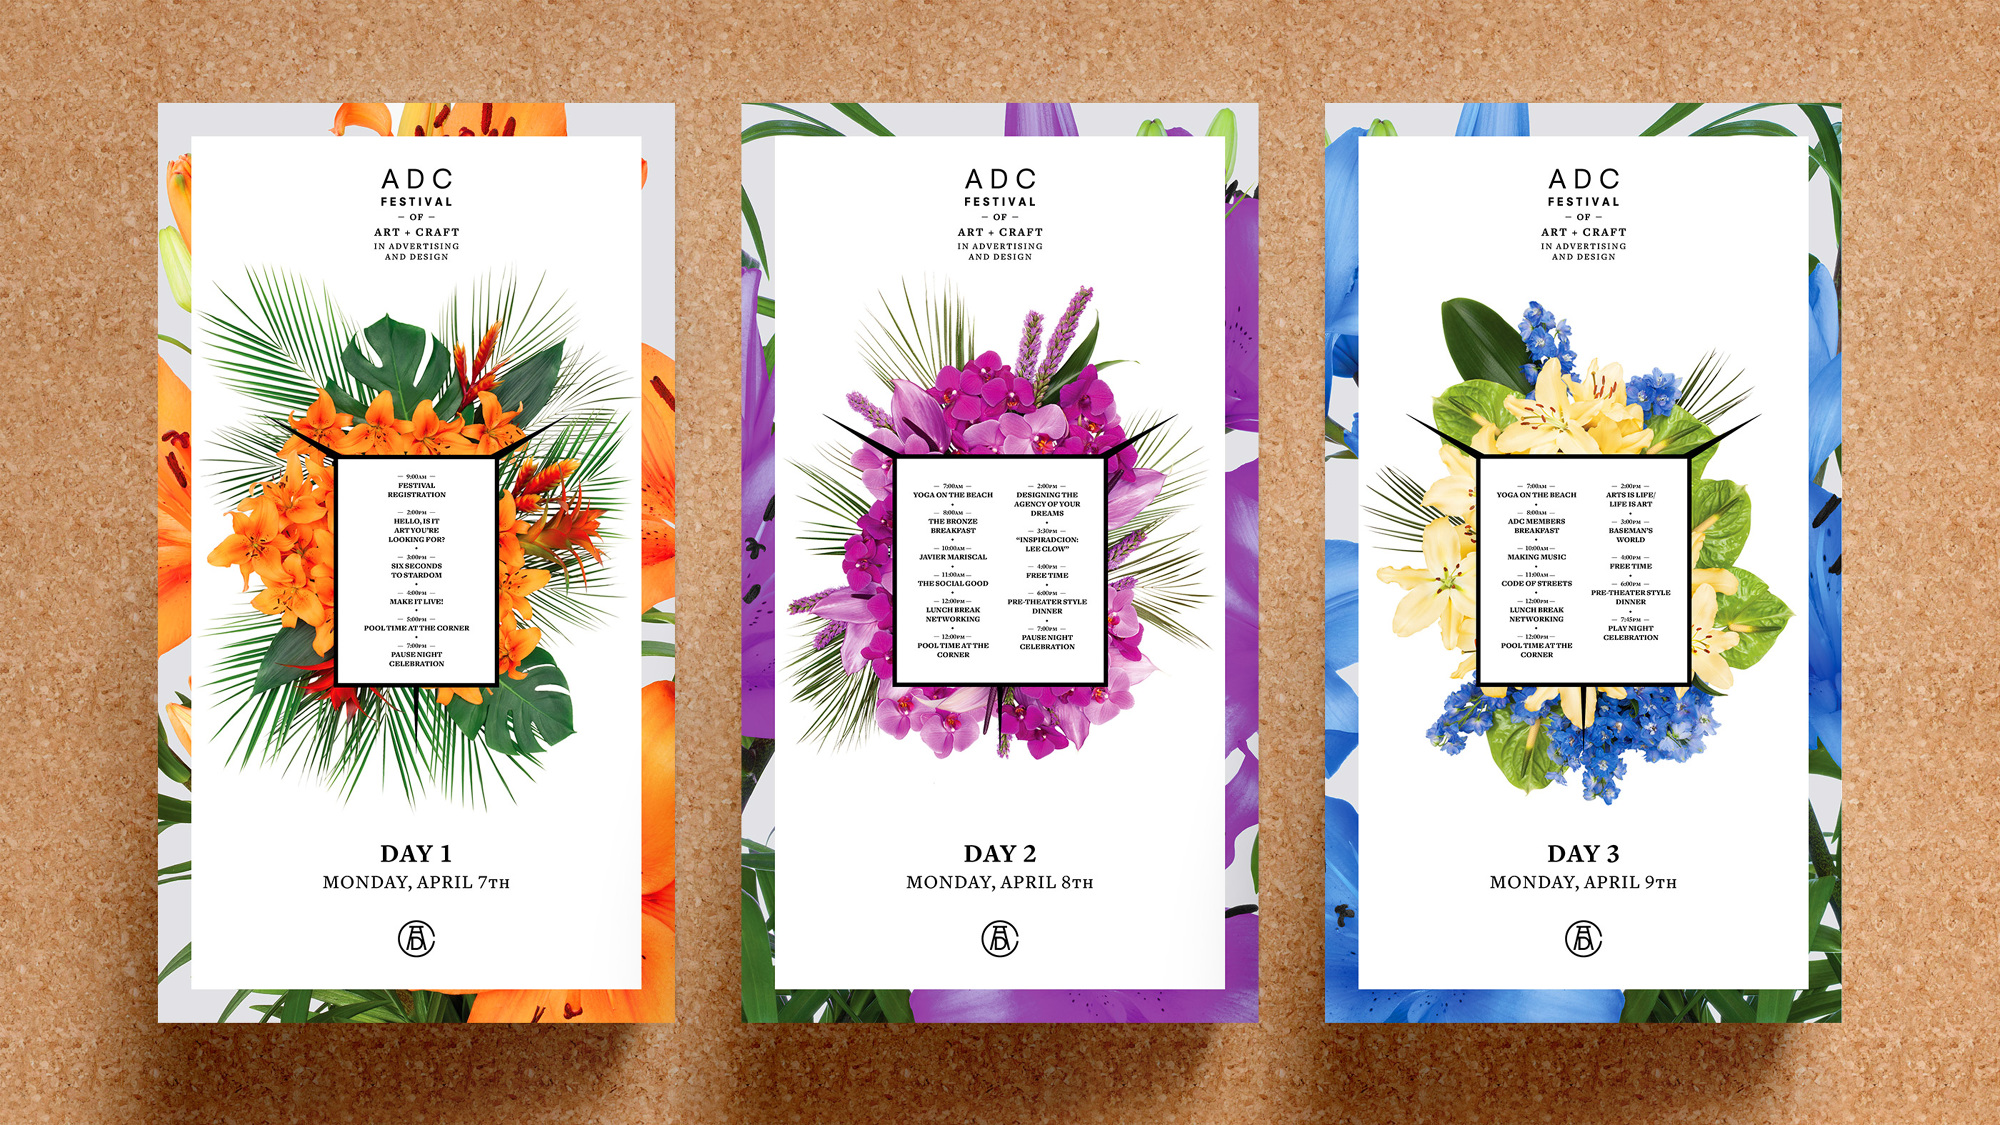 ADC
FESTIVAL
— OF —
ART + CRAFT
IN ADVERTISING
AND DESIGN
— 9:00AM —
FESTIVAL
REGISTRATION
— 2:00PM —
HELLO, IS IT
ART YOU'RE
LOOKING FOR?
— 3:00PM —
SIX SECONDS
TO STARDOM
— 4:00PM —
MAKE IT LIVE!
— 5:00PM —
POOL TIME AT THE CORNER
— 7:00PM —
PAUSE NIGHT
CELEBRATION
DAY 1
MONDAY, APRIL 7TH
ADC
FESTIVAL
— OF —
ART + CRAFT
IN ADVERTISING
AND DESIGN
— 7:00AM —
YOGA ON THE BEACH
— 8:00AM —
THE BRONZE
BREAKFAST
— 10:00AM —
JAVIER MARISCAL
— 11:00AM —
THE SOCIAL GOOD
— 12:00PM —
LUNCH BREAK
NETWORKING
— 12:00PM —
POOL TIME AT THE
CORNER
— 2:00PM —
DESIGNING THE
AGENCY OF YOUR
DREAMS
— 3:30PM —
“INSPIRADCION:
LEE CLOW”
— 4:00PM —
FREE TIME
— 6:00PM —
PRE-THEATER STYLE
DINNER
— 7:00PM —
PAUSE NIGHT
CELEBRATION
DAY 2
MONDAY, APRIL 8TH
ADC
FESTIVAL
— OF —
ART + CRAFT
IN ADVERTISING
AND DESIGN
— 7:00AM —
YOGA ON THE BEACH
— 8:00AM —
ADC MEMBERS
BREAKFAST
— 10:00AM —
MAKING MUSIC
— 11:00AM —
CODE OF STREETS
— 12:00PM —
LUNCH BREAK
NETWORKING
— 12:00PM —
POOL TIME AT THE
CORNER
— 2:00PM —
ARTS IS LIFE/
LIFE IS ART
— 3:00PM —
BASEMAN'S
WORLD
— 4:00PM —
FREE TIME
— 6:00PM —
PRE-THEATER STYLE
DINNER
— 7:45PM —
PLAY NIGHT
CELEBRATION
DAY 3
MONDAY, APRIL 9TH